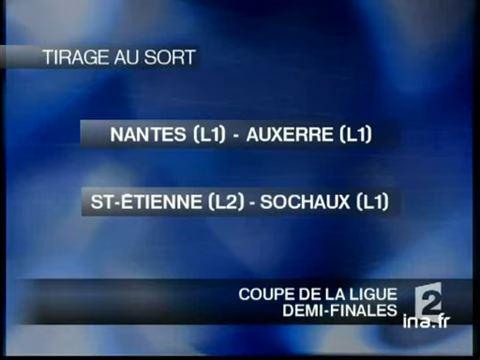 TIRAGE AU SORT
NANTES (L1) - AUXERRE (L1)
ST-ÉTIENNE (L2) - SOCHAUX (L1)
COUPE DE LA LIGUE
DEMI-FINALES
2
ina.fr